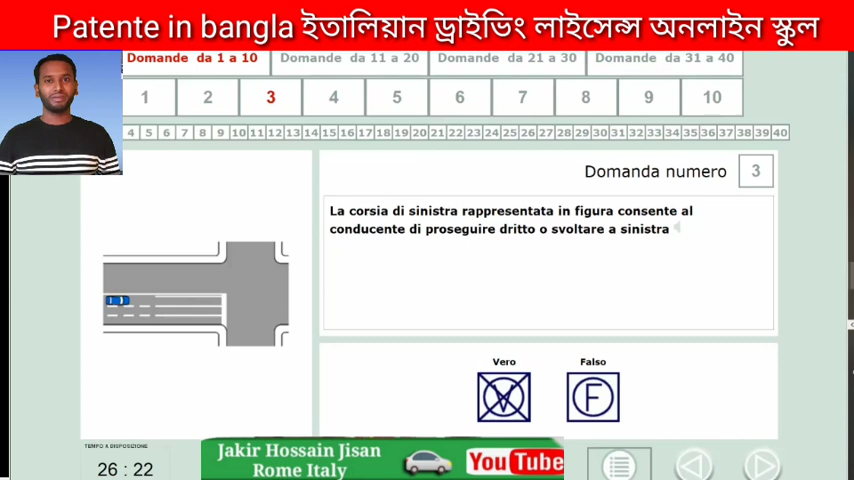 Patente in bangla ইতালিয়ান ড্রাইভিং লাইসেন্স অনলাইন স্কুল
Domande da 1 a 10 Domande da 11 a 20 Domande da 21 a 30 Domande da 31 a 40
1 2 3 4 5 6 7 8 9 10
4 5 6 7 8 9 10 11 12 13 14 15 16 17 18 19 20 21 22 23 24 25 26 27 28 29 30 31 32 33 34 35 36 37 38 39 40
Domanda numero 3
La corsia di sinistra rappresentata in figura consente al
conducente di proseguire dritto o svoltare a sinistra
Vero Falso
V F
TEMPO A DISPOSIZIONE
26 : 22
Jakir Hossain Jisan
Rome Italy
YouTube